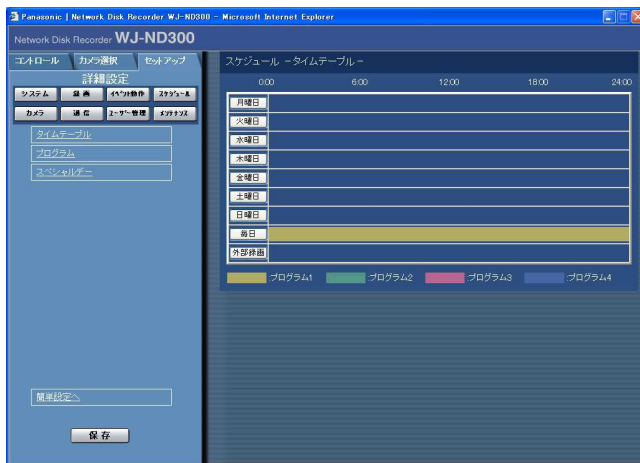 Panasonic | Network Disk Recorder WJ-ND300 - Microsoft Internet Explorer
Network Disk Recorder WJ-ND300
コントロール カメラ選択 セットアップ
詳細設定
システム 録画 イベント動作 スケジュール
カメラ 通信 ユーザー管理 メンテナンス
タイムテーブル
プログラム
スペシャルデー
簡単設定へ
保存
スケジュール −タイムテーブル−
0:00 6:00 12:00 18:00 24:00
月曜日
火曜日
水曜日
木曜日
金曜日
土曜日
日曜日
毎日
外部録画
:プログラム1 :プログラム2 :プログラム3 :プログラム4